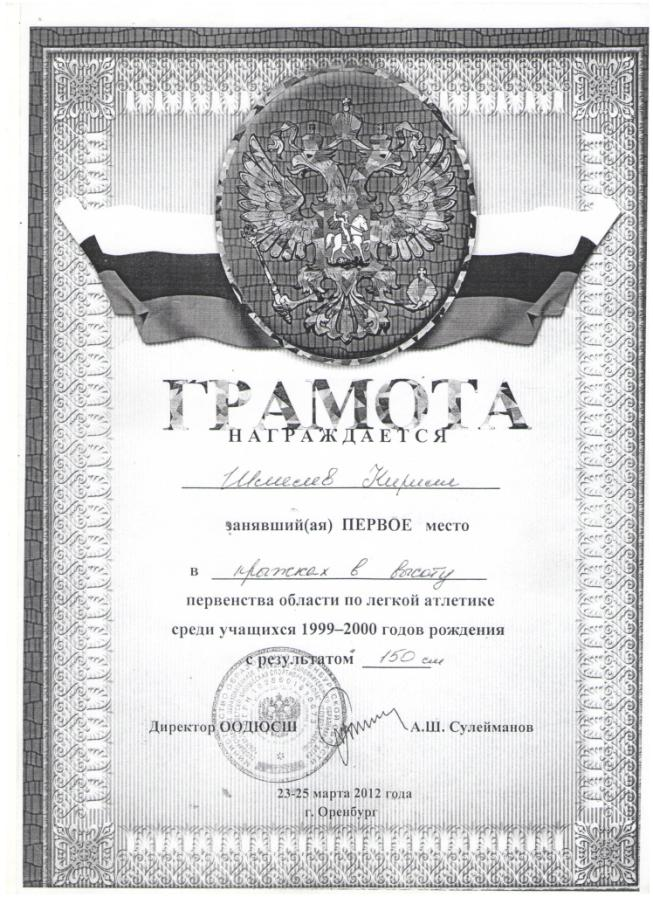 ГРАМОТА
НАГРАЖДАЕТСЯ
Шмелев Кирилл
занявший(ая) ПЕРВОЕ место
в прыжках в высоту
первенства области по легкой атлетике
среди учащихся 1999–2000 годов рождения
с результатом 150 см
Директор ООДЮСШ А.Ш. Сулейманов
23-25 марта 2012 года
г. Оренбург